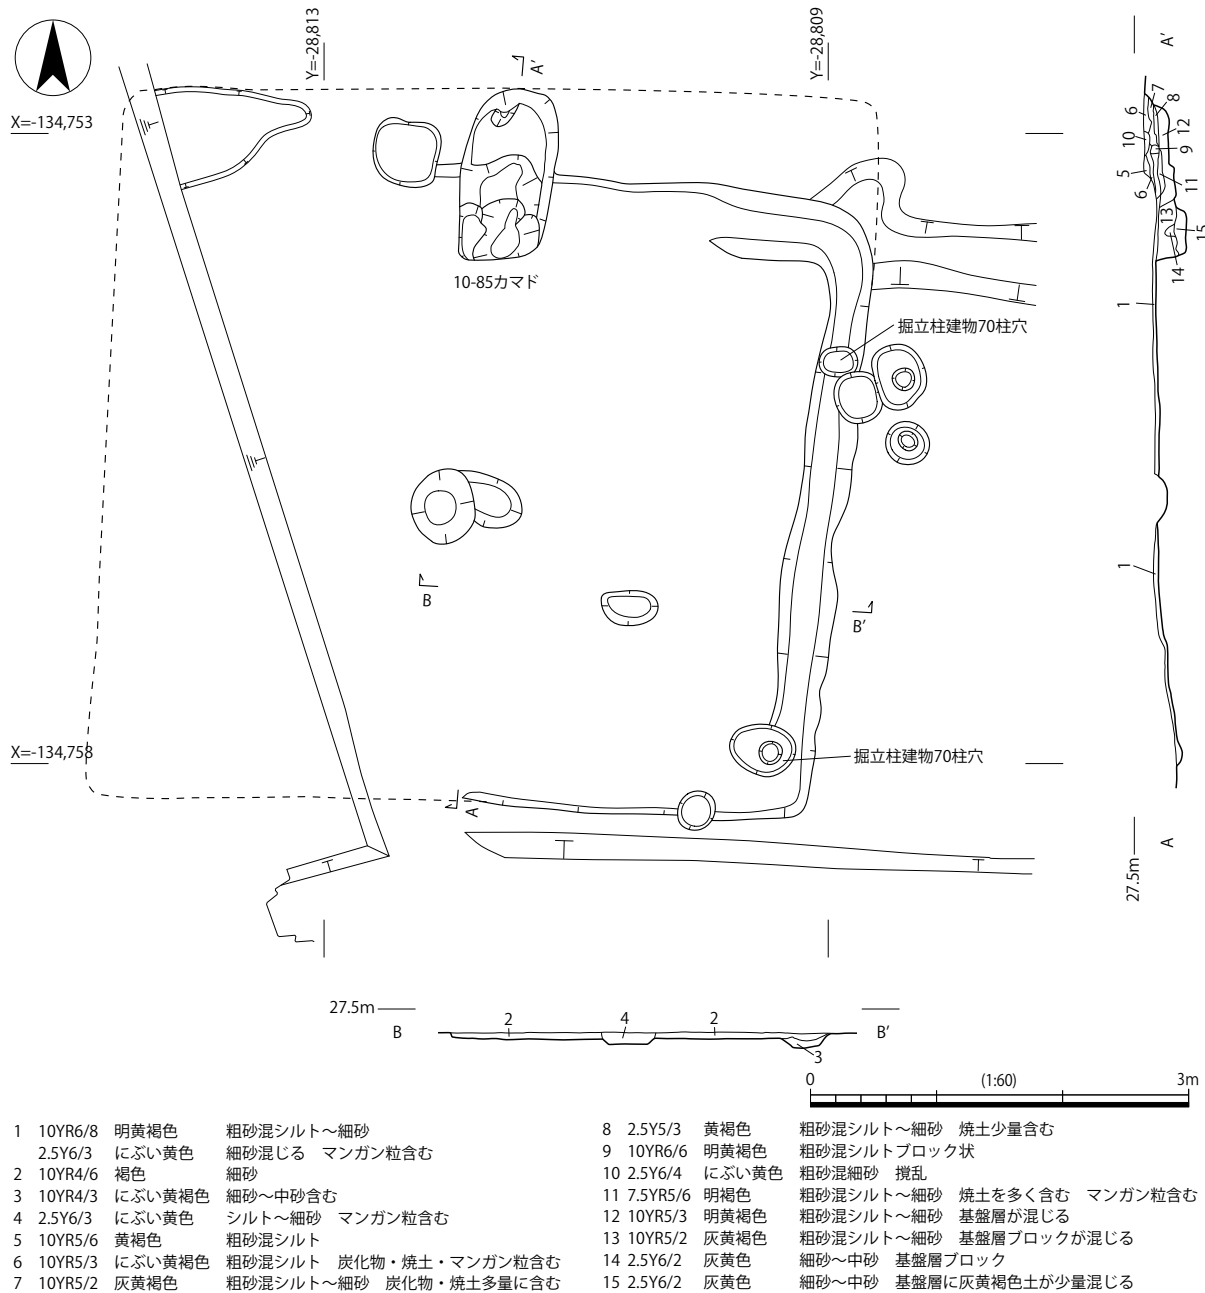 Y=-28,813
Y=-28,809
A'
A'
X=-134,753
10-85カマド
掘立柱建物70柱穴
B
B'
X=-134,758
掘立柱建物70柱穴
A
7
8
6
12
10
9
5
11
6
13
15
14
1
1
A
27.5m
27.5m
B
2
4
2
B'
3
0
(1:60)
3m
1 10YR6/8 明黄褐色 粗砂混シルト～細砂
2.5Y6/3 にぶい黄色 細砂混じる マンガン粒含む
2 10YR4/6 褐色 細砂
3 10YR4/3 にぶい黄褐色 細砂～中砂含む
4 2.5Y6/3 にぶい黄色 シルト～細砂 マンガン粒含む
5 10YR5/6 黄褐色 粗砂混シルト
6 10YR5/3 にぶい黄褐色 粗砂混シルト 炭化物・焼土・マンガン粒含む
7 10YR5/2 灰黄褐色 粗砂混シルト～細砂 炭化物・焼土多量に含む
8 2.5Y5/3 黄褐色 粗砂混シルト～細砂 焼土少量含む
9 10YR6/6 明黄褐色 粗砂混シルトブロック状
10 2.5Y6/4 にぶい黄色 粗砂混細砂 撹乱
11 7.5YR5/6 明褐色 粗砂混シルト～細砂 焼土を多く含む マンガン粒含む
12 10YR5/3 明黄褐色 粗砂混シルト～細砂 基盤層が混じる
13 10YR5/2 灰黄褐色 粗砂混シルト～細砂 基盤層ブロックが混じる
14 2.5Y6/2 灰黄色 細砂～中砂 基盤層ブロック
15 2.5Y6/2 灰黄色 細砂～中砂 基盤層に灰黄褐色土が少量混じる